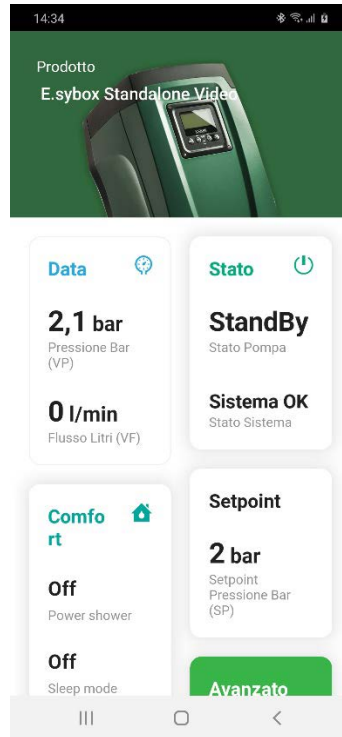 14:34
Prodotto
E.sybox Standalone Video
Data
2,1 bar
Pressione Bar
(VP)
0 l/min
Flusso Litri (VF)
Stato
StandBy
Stato Pompa
Sistema OK
Stato Sistema
Comfo
rt
Off
Power shower
Off
Sleep mode
Setpoint
2 bar
Setpoint
Pressione Bar
(SP)
Avanzato